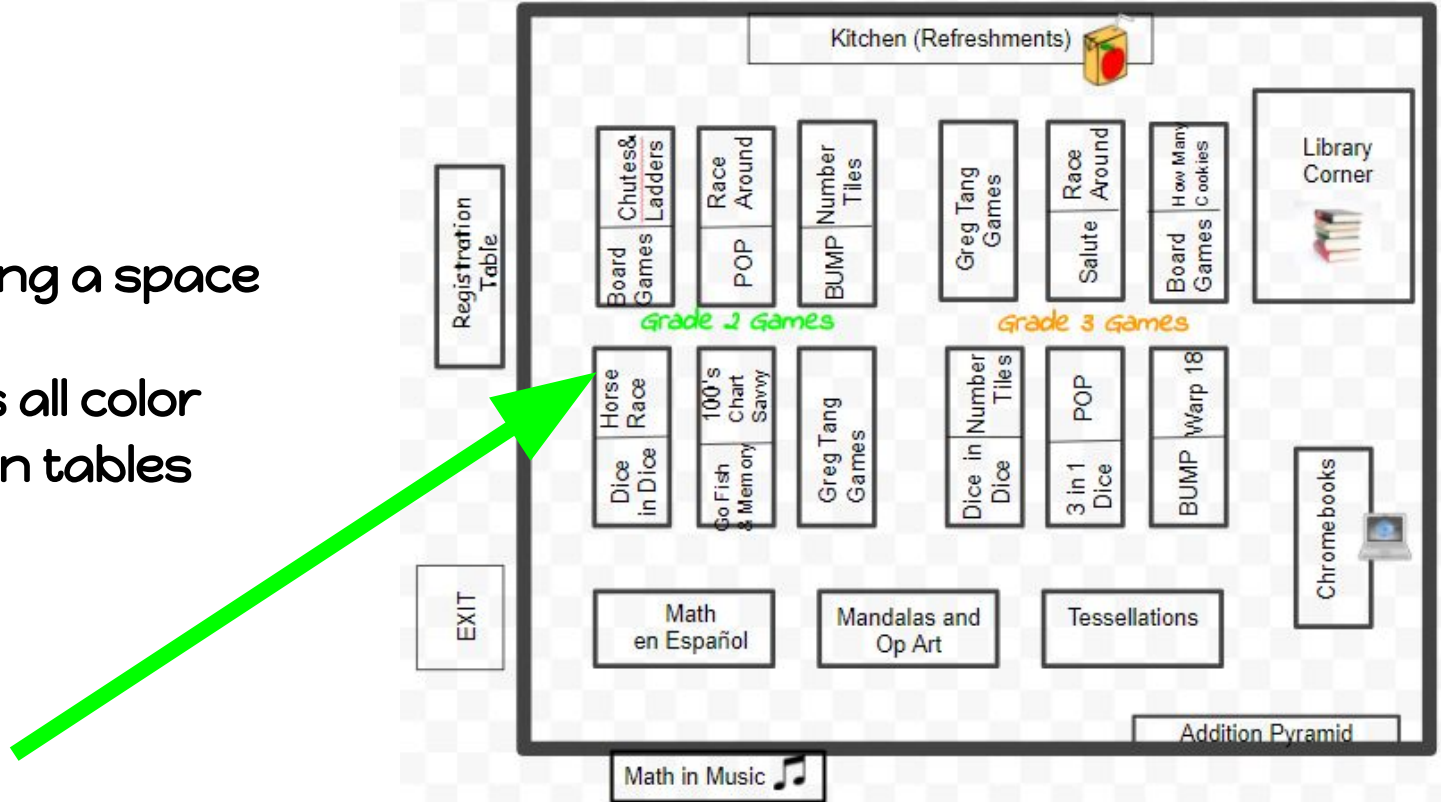 ng a space
s all color
n tables
Kitchen (Refreshments)
Registration
Table
Chutes&
Ladders
Board
Games
Race
Around
POP
Number
Tiles
BUMP
Greg Tang
Games
Race
Around
Salute
How Many
Cookies
Board
Games
Library
Corner
Grade 2 Games
Grade 3 Games
Horse
Race
Dice
in Dice
100's
Chart
Savvy
Go Fish
& Memory
Greg Tang
Games
Number
Tiles
Dice in
Dice
POP
3 in 1
Dice
Warp 18
BUMP
Chromebooks
EXIT
Math
en Español
Mandalas and
Op Art
Tessellations
Addition Pyramid
Math in Music